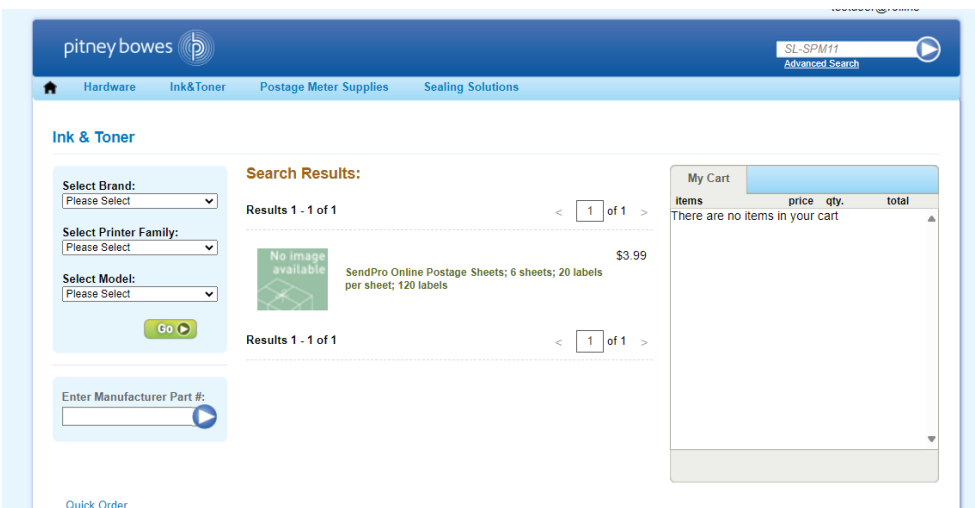 pitney bowes
SL-SPM11
Advanced Search
Hardware Ink&Toner Postage Meter Supplies Sealing Solutions
Ink & Toner
Select Brand:
Please Select
Select Printer Family:
Please Select
Select Model:
Please Select
Go
Enter Manufacturer Part #:
Quick Order
Search Results:
Results 1 - 1 of 1 < 1 of 1 >
No image
available
$3.99
SendPro Online Postage Sheets; 6 sheets; 20 labels
per sheet; 120 labels
Results 1 - 1 of 1 < 1 of 1 >
My Cart
items price qty. total
There are no items in your cart